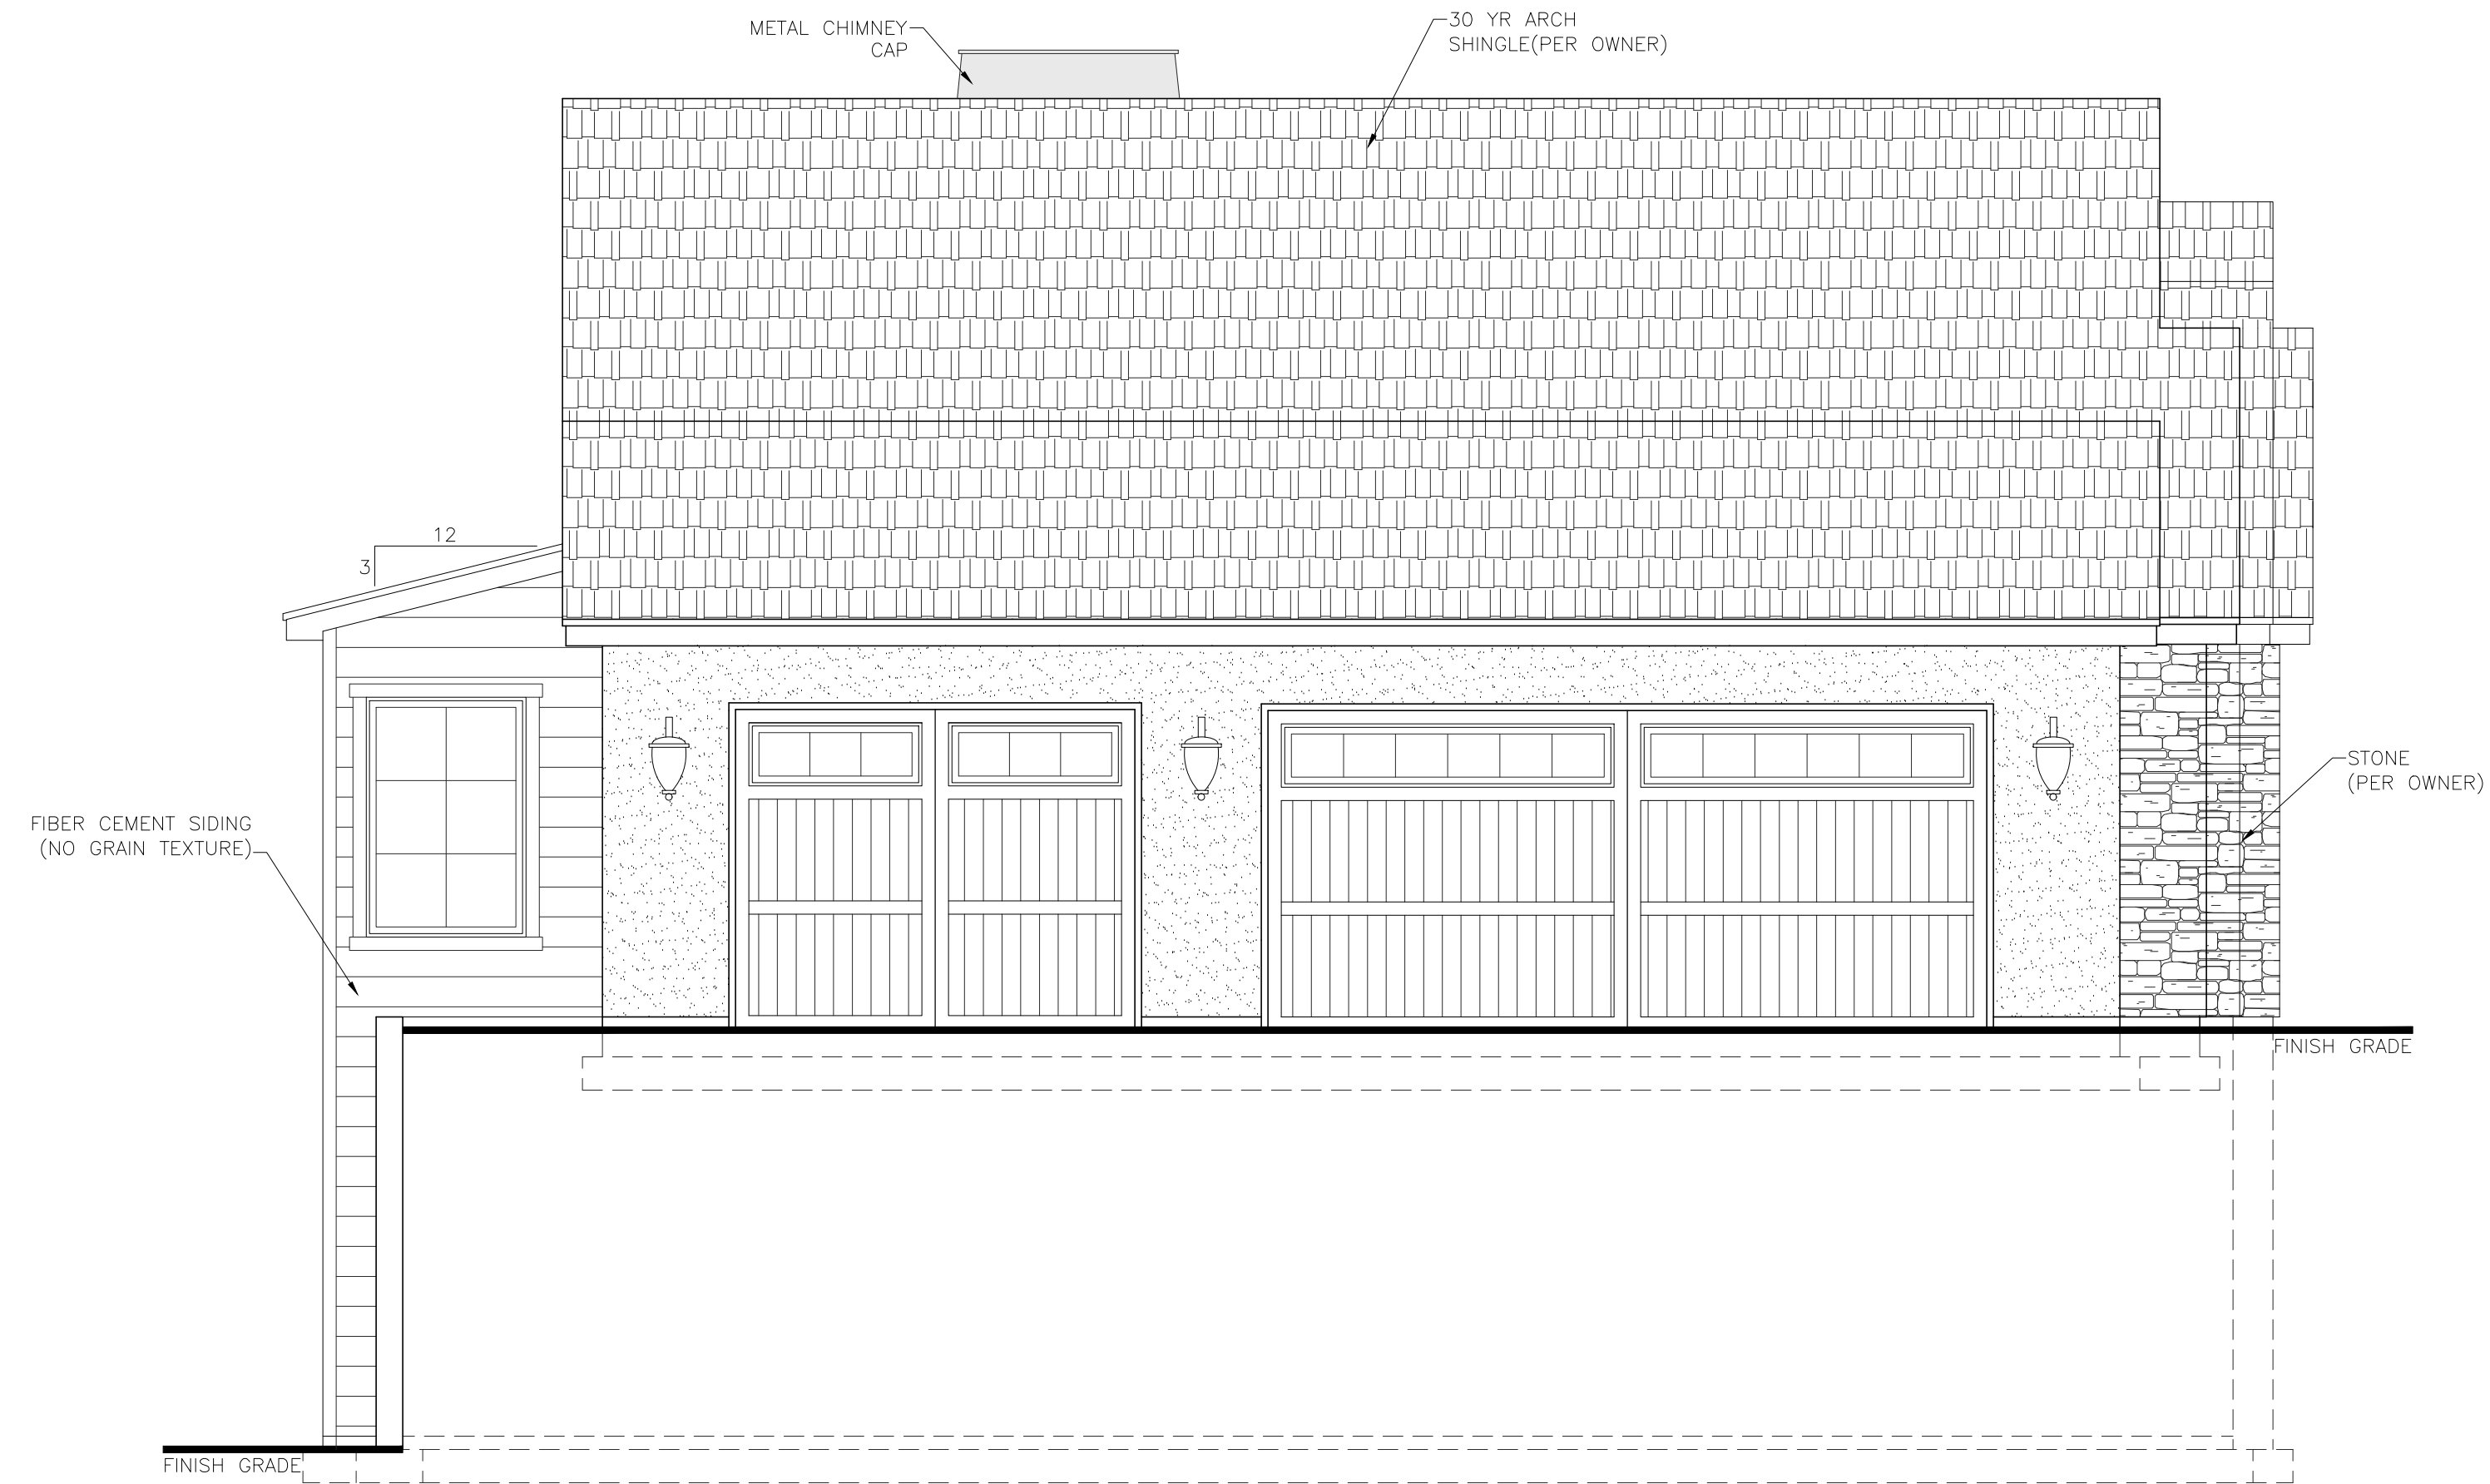 METAL CHIMNEY
CAP
30 YR ARCH
SHINGLE(PER OWNER)
12
3
STONE
(PER OWNER)
FIBER CEMENT SIDING
(NO GRAIN TEXTURE)
FINISH GRADE
FINISH GRADE